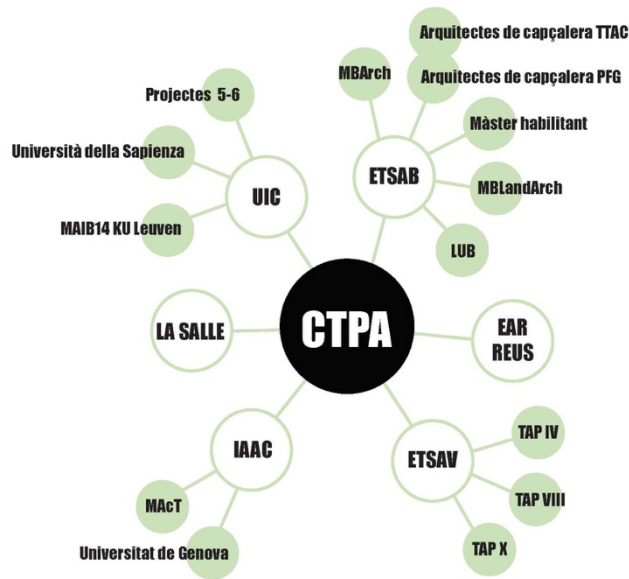 Arquitectes de capçalera TTAC
MBArch
Arquitectes de capçalera PFG
Projectes 5-6
Màster habilitant
Università della Sapienza
ETSAB
UIC
MBLandArch
MAIB14 KU Leuven
LUB
LA SALLE
CTPA
EAR
REUS
IAAC
ETSAV
TAP IV
MAcT
TAP VIII
Universitat de Genova
TAP X